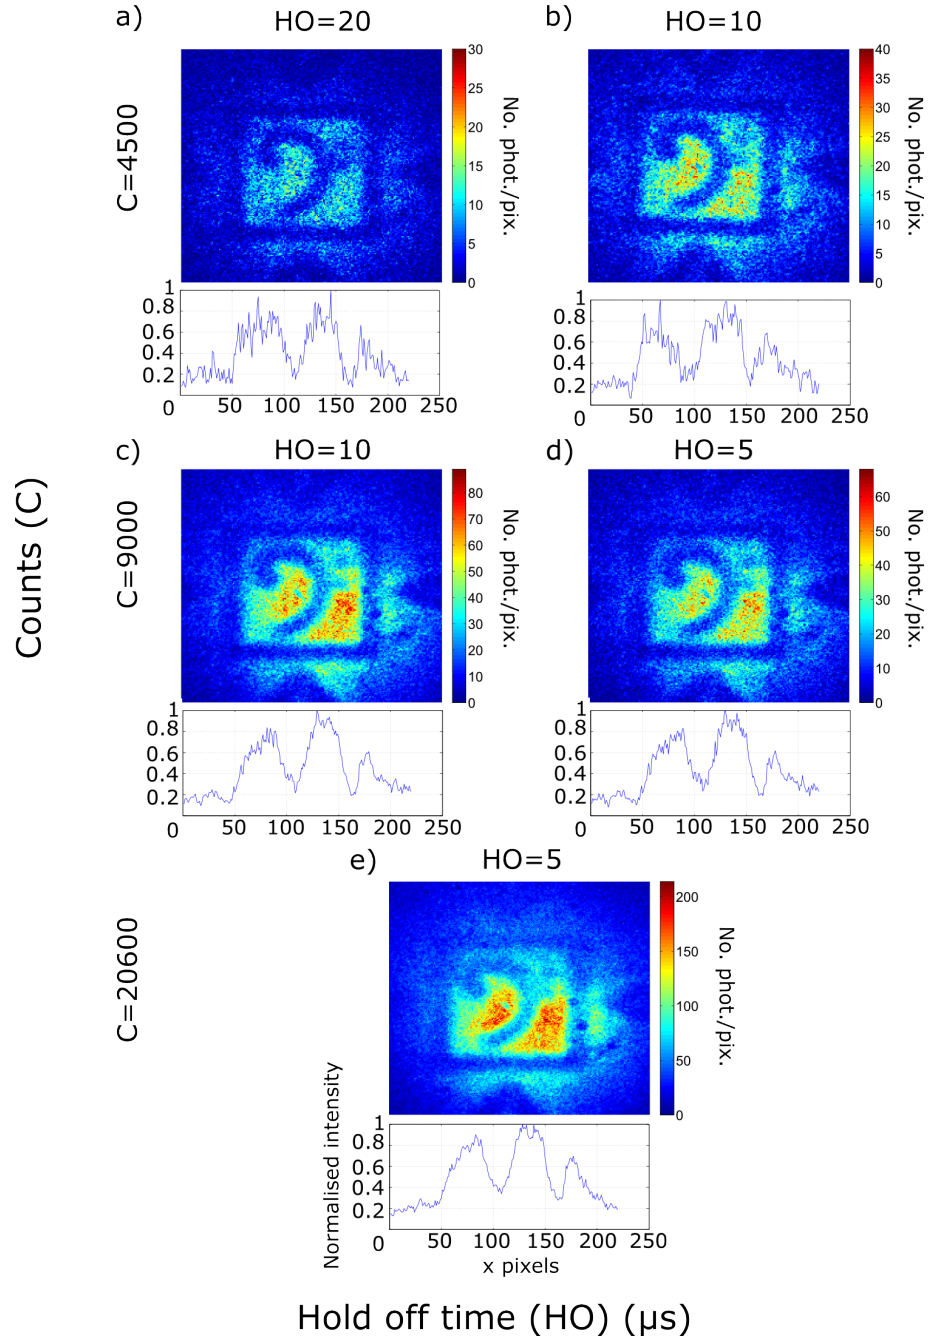 a) HO=20
b) HO=10
C=4500
30
25
20
15
10
5
0
No. phot./pix.
40
35
30
25
20
15
10
5
0
No. phot./pix.
1
0.8
0.6
0.4
0.2
0 50 100 150 200 250
1
0.8
0.6
0.4
0.2
0 50 100 150 200 250
c) HO=10
d) HO=5
Counts (C)
C=9000
80
70
60
50
40
30
20
10
0
No. phot./pix.
60
50
40
30
20
10
0
No. phot./pix.
1
0.8
0.6
0.4
0.2
0 50 100 150 200 250
1
0.8
0.6
0.4
0.2
0 50 100 150 200 250
e) HO=5
C=20600
200
150
100
50
0
No. phot./pix.
Normalised intensity
1
0.8
0.6
0.4
0.2
0 50 100 150 200 250
x pixels
Hold off time (HO) (µs)